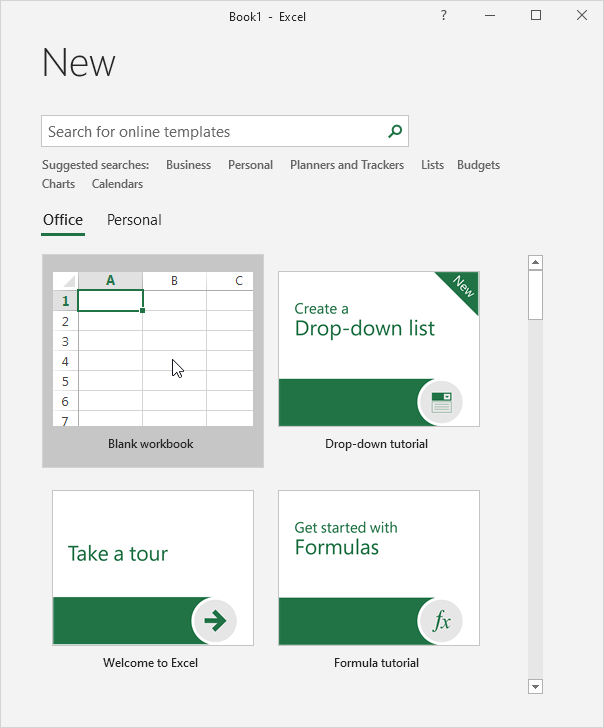 Book1 - Excel
?
New
Search for online templates
Suggested searches: Business Personal Planners and Trackers Lists Budgets
Charts Calendars
Office Personal
A B C
1
2
3
4
5
6
7
Blank workbook
New
Create a
Drop-down list
Drop-down tutorial
Take a tour
Welcome to Excel
Get started with
Formulas
fx
Formula tutorial